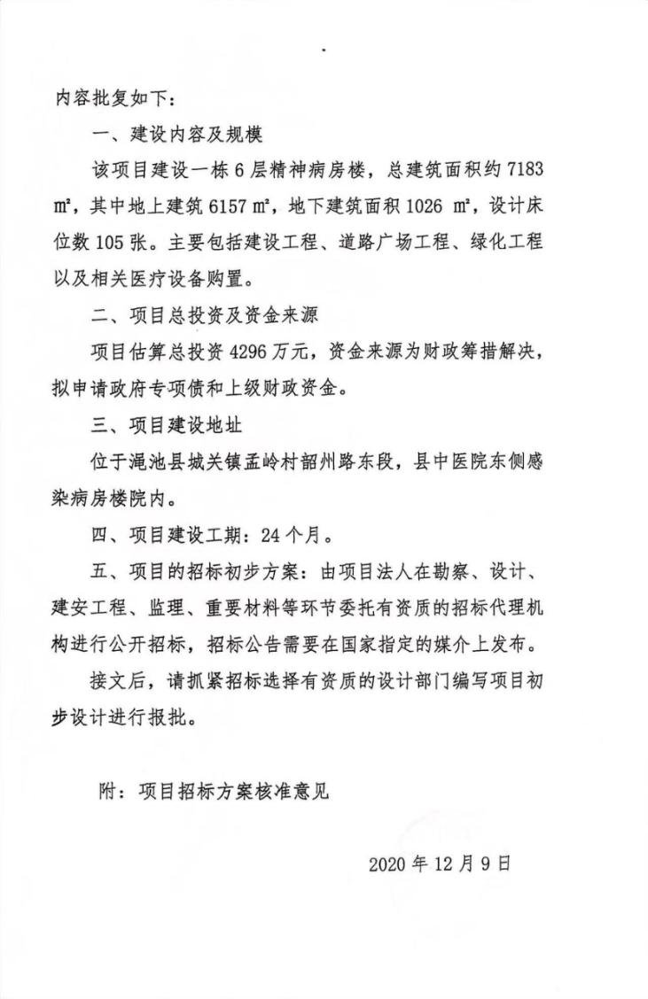 内容批复如下：
一、建设内容及规模
该项目建设一栋 6 层精神病房楼，总建筑面积约 7183
㎡，其中地上建筑 6157 ㎡，地下建筑面积 1026 ㎡，设计床
位数 105 张。主要包括建设工程、道路广场工程、绿化工程
以及相关医疗设备购置。
二、项目总投资及资金来源
项目估算总投资 4296 万元，资金来源为财政筹措解决，
拟申请政府专项债和上级财政资金。
三、项目建设地址
位于渑池县城关镇孟岭村韶州路东段，县中医院东侧感
染病房楼院内。
四、项目建设工期：24 个月。
五、项目的招标初步方案：由项目法人在勘察、设计、
建安工程、监理、重要材料等环节委托有资质的招标代理机
构进行公开招标，招标公告需要在国家指定的媒介上发布。
接文后，请抓紧招标选择有资质的设计部门编写项目初
步设计进行报批。
附：项目招标方案核准意见
2020 年 12 月 9 日